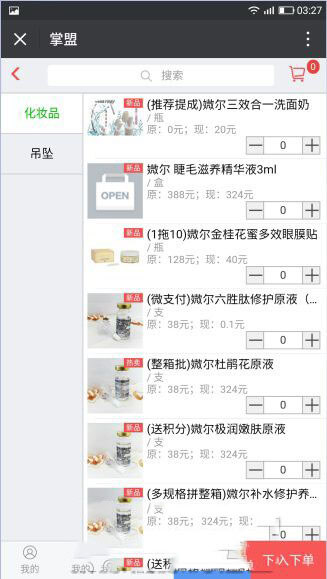 03:27
掌盟
搜索
0
化妆品
吊坠
新品
(推荐提成)媺尔三效合一洗面奶
/ 瓶
原：0元；现：20元
0
新品
OPEN
媺尔 睫毛滋养精华液3ml
/ 盒
原：388元；现：324元
0
新品
(1拖10)媺尔金桂花蜜多效眼膜贴
/ 瓶
原：128元；现：40元
0
新品
(微支付)媺尔六胜肽修护原液（...
/ 支
原：38元；现：0.1元
0
热卖
(整箱批)媺尔杜鹃花原液
/ 支
原：38元；现：324元
0
新品
(送积分)媺尔极润嫩肤原液
/ 支
原：38元；现：324元
0
新品
(多规格拼整箱)媺尔补水修护养...
/ 支
原：38元；现：324元；
0
新品
(送积
我的
我的
下入下单